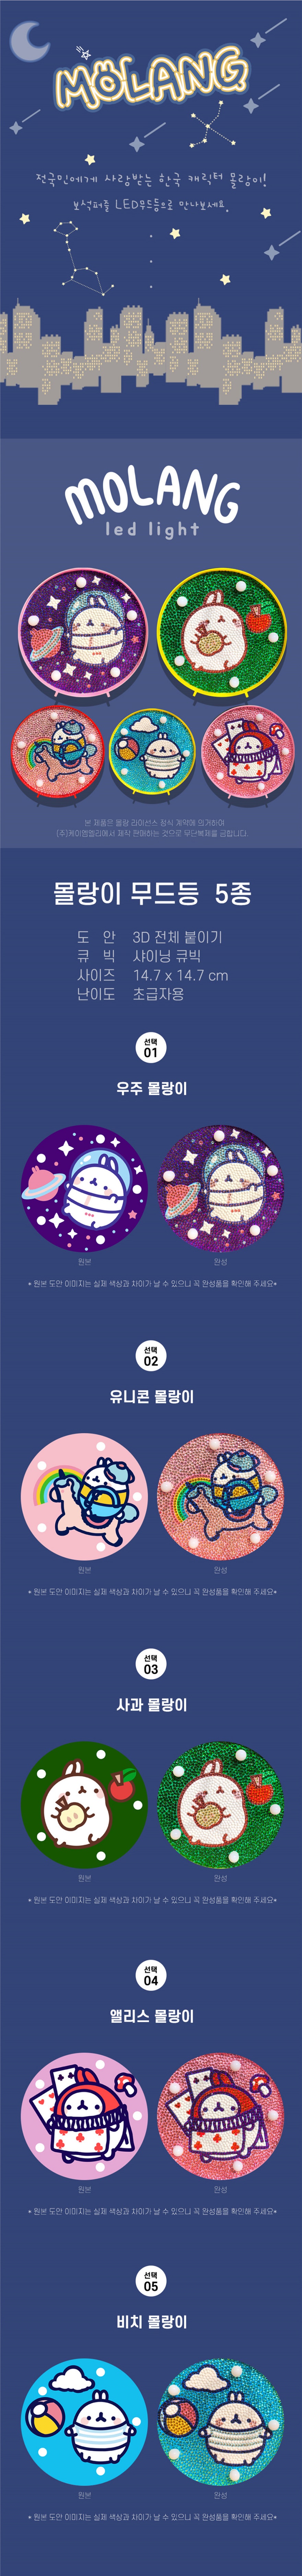 MOLANG
전국민에게 사랑받는 한국 캐릭터 몰랑이!
보석퍼즐 LED무드등으로 만나보세요.
MOLANG
led light
본 제품은 몰랑 라이선스 정식 계약에 의거하여
(주)케이컴퍼니에서 제작 판매하는 것으로 무단복제를 금합니다.
몰랑이 무드등 5종
도 안 3D 전체 붙이기
큐 빅 샤이닝 큐빅
사이즈 14.7 x 14.7 cm
난이도 초급자용
선택
01
우주 몰랑이
원본 완성
* 원본 도안 이미지는 실제 색상과 차이가 날 수 있으니 꼭 완성품을 확인해 주세요*
선택
02
유니콘 몰랑이
원본 완성
* 원본 도안 이미지는 실제 색상과 차이가 날 수 있으니 꼭 완성품을 확인해 주세요*
선택
03
사과 몰랑이
원본 완성
* 원본 도안 이미지는 실제 색상과 차이가 날 수 있으니 꼭 완성품을 확인해 주세요*
선택
04
앨리스 몰랑이
원본 완성
* 원본 도안 이미지는 실제 색상과 차이가 날 수 있으니 꼭 완성품을 확인해 주세요*
선택
05
비치 몰랑이
원본 완성
* 원본 도안 이미지는 실제 색상과 차이가 날 수 있으니 꼭 완성품을 확인해 주세요*